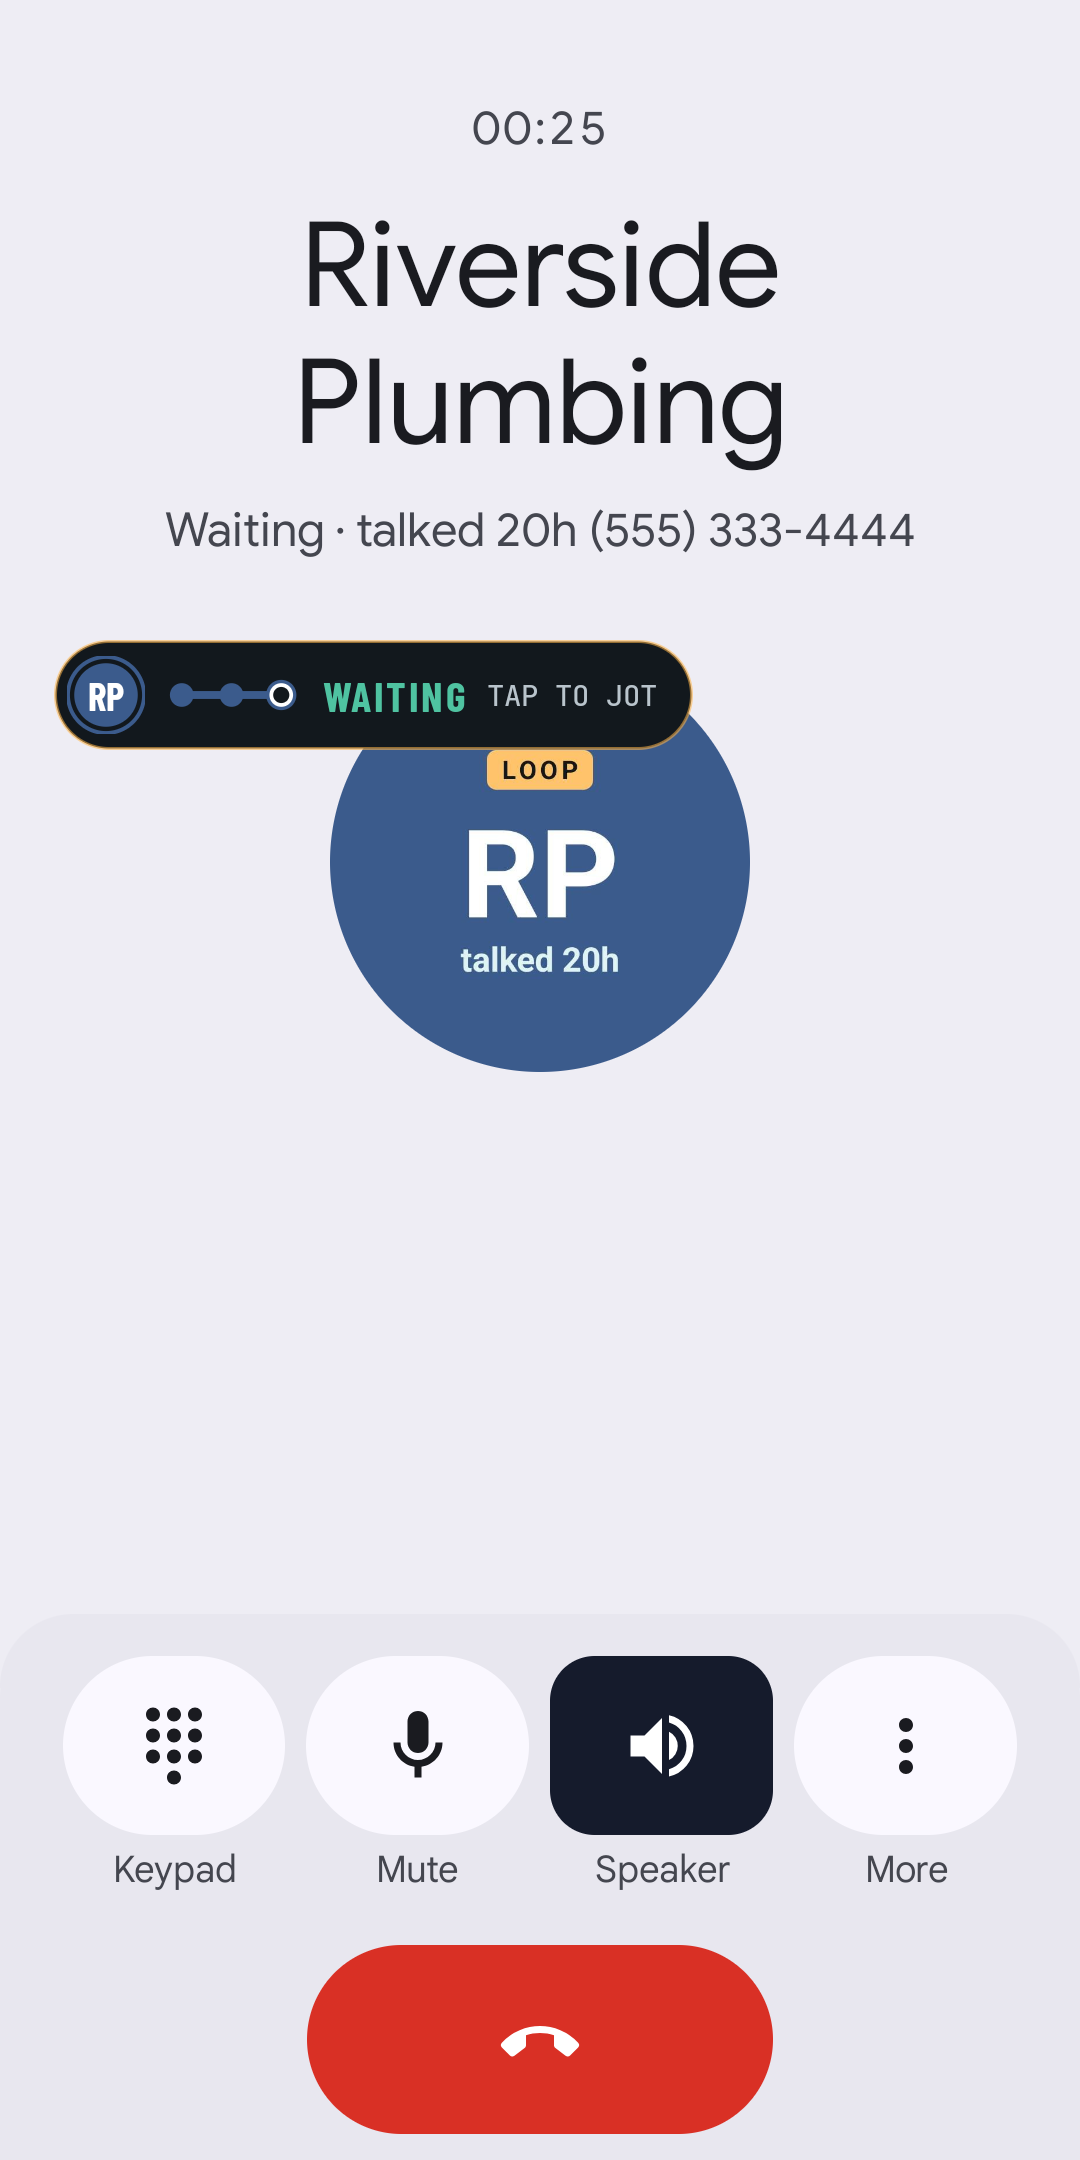 00:25
Riverside
Plumbing
Waiting · talked 20h (555) 333-4444
RP WAITING TAP TO JOT
LOOP
RP
talked 20h
Keypad Mute Speaker More